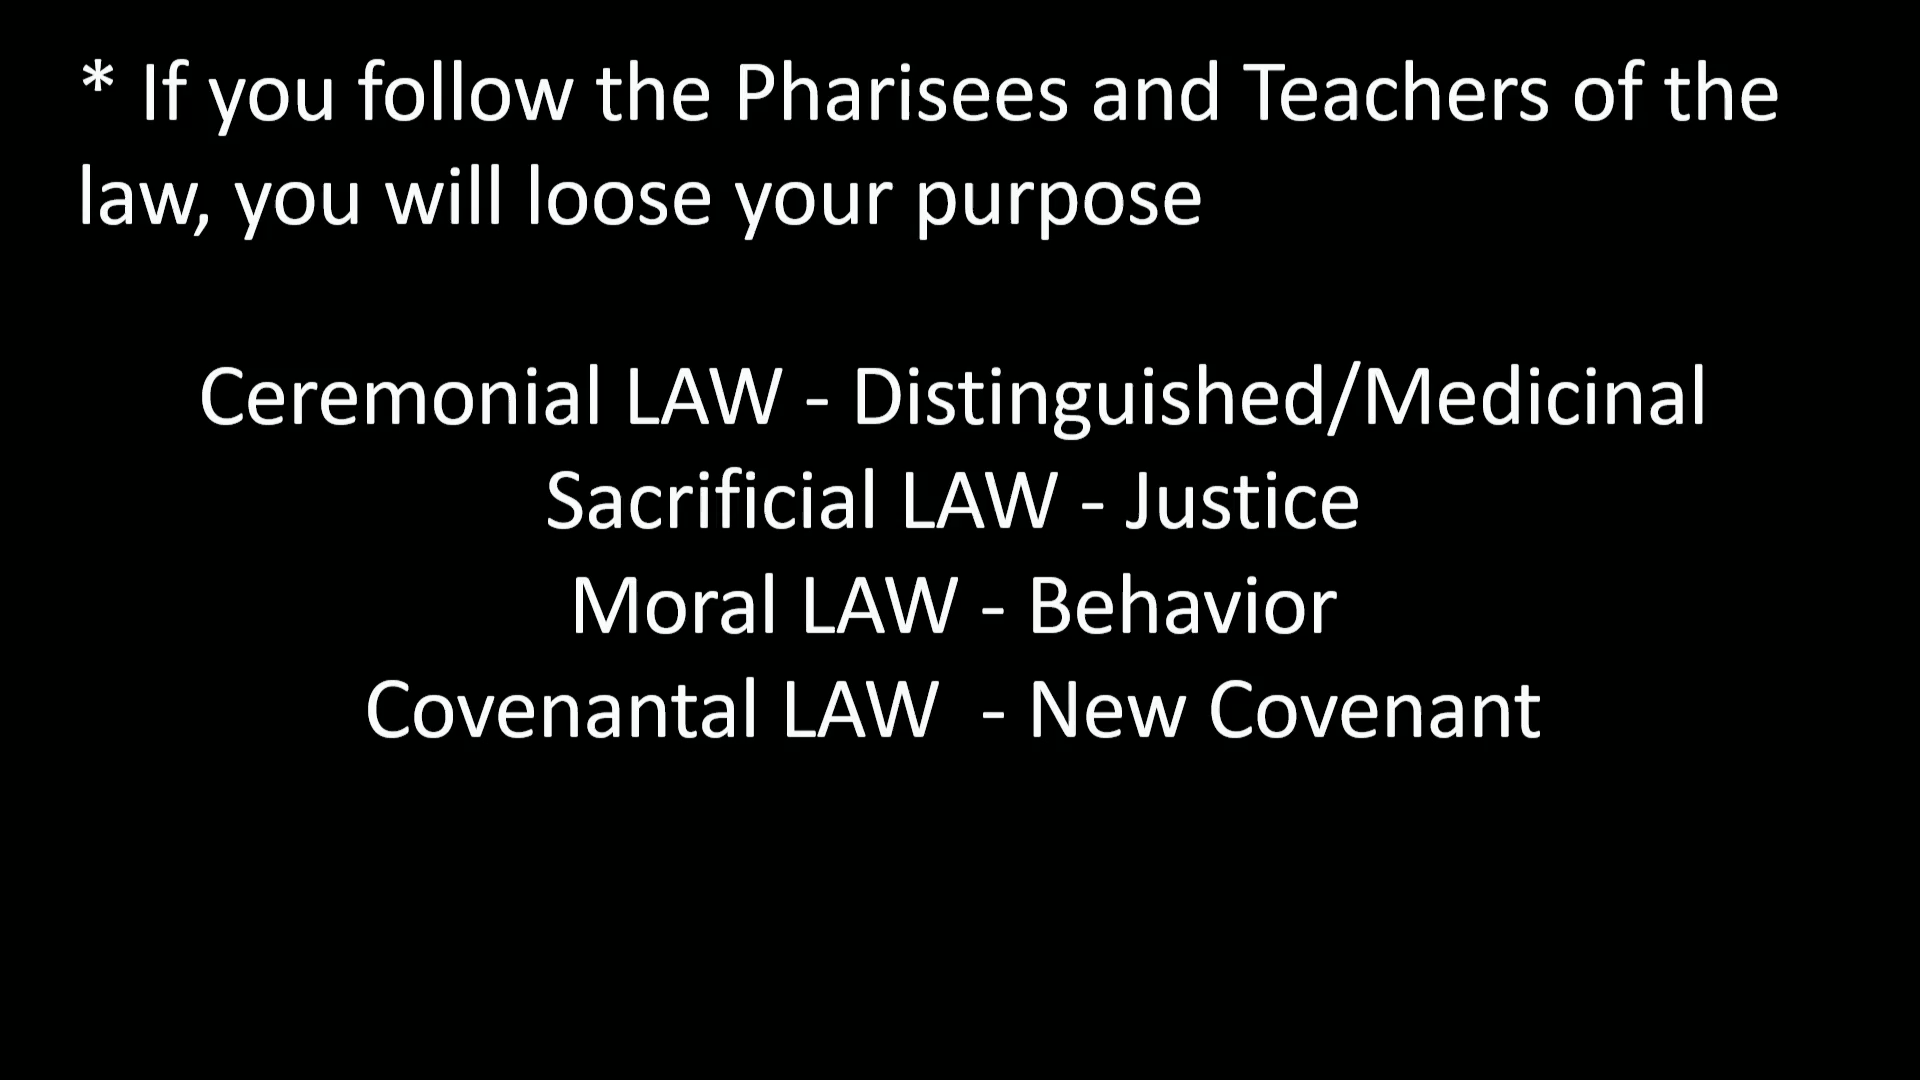 * If you follow the Pharisees and Teachers of the
law, you will loose your purpose
Ceremonial LAW - Distinguished/Medicinal
Sacrificial LAW - Justice
Moral LAW - Behavior
Covenantal LAW  - New Covenant